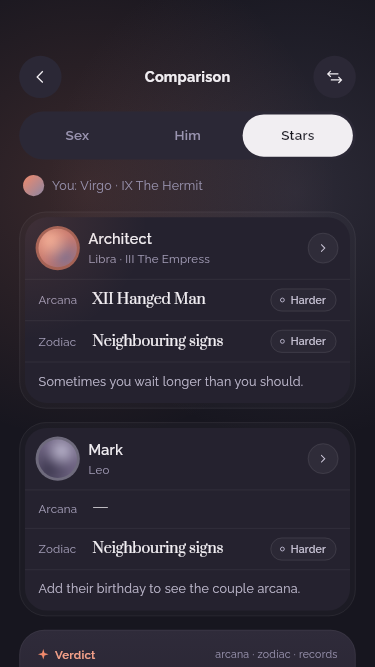 Comparison
Sex Him Stars
You: Virgo · IX The Hermit
Architect
Libra · III The Empress
Arcana XII Hanged Man Harder
Zodiac Neighbouring signs Harder
Sometimes you wait longer than you should.
Mark
Leo
Arcana —
Zodiac Neighbouring signs Harder
Add their birthday to see the couple arcana.
Verdict arcana · zodiac · records